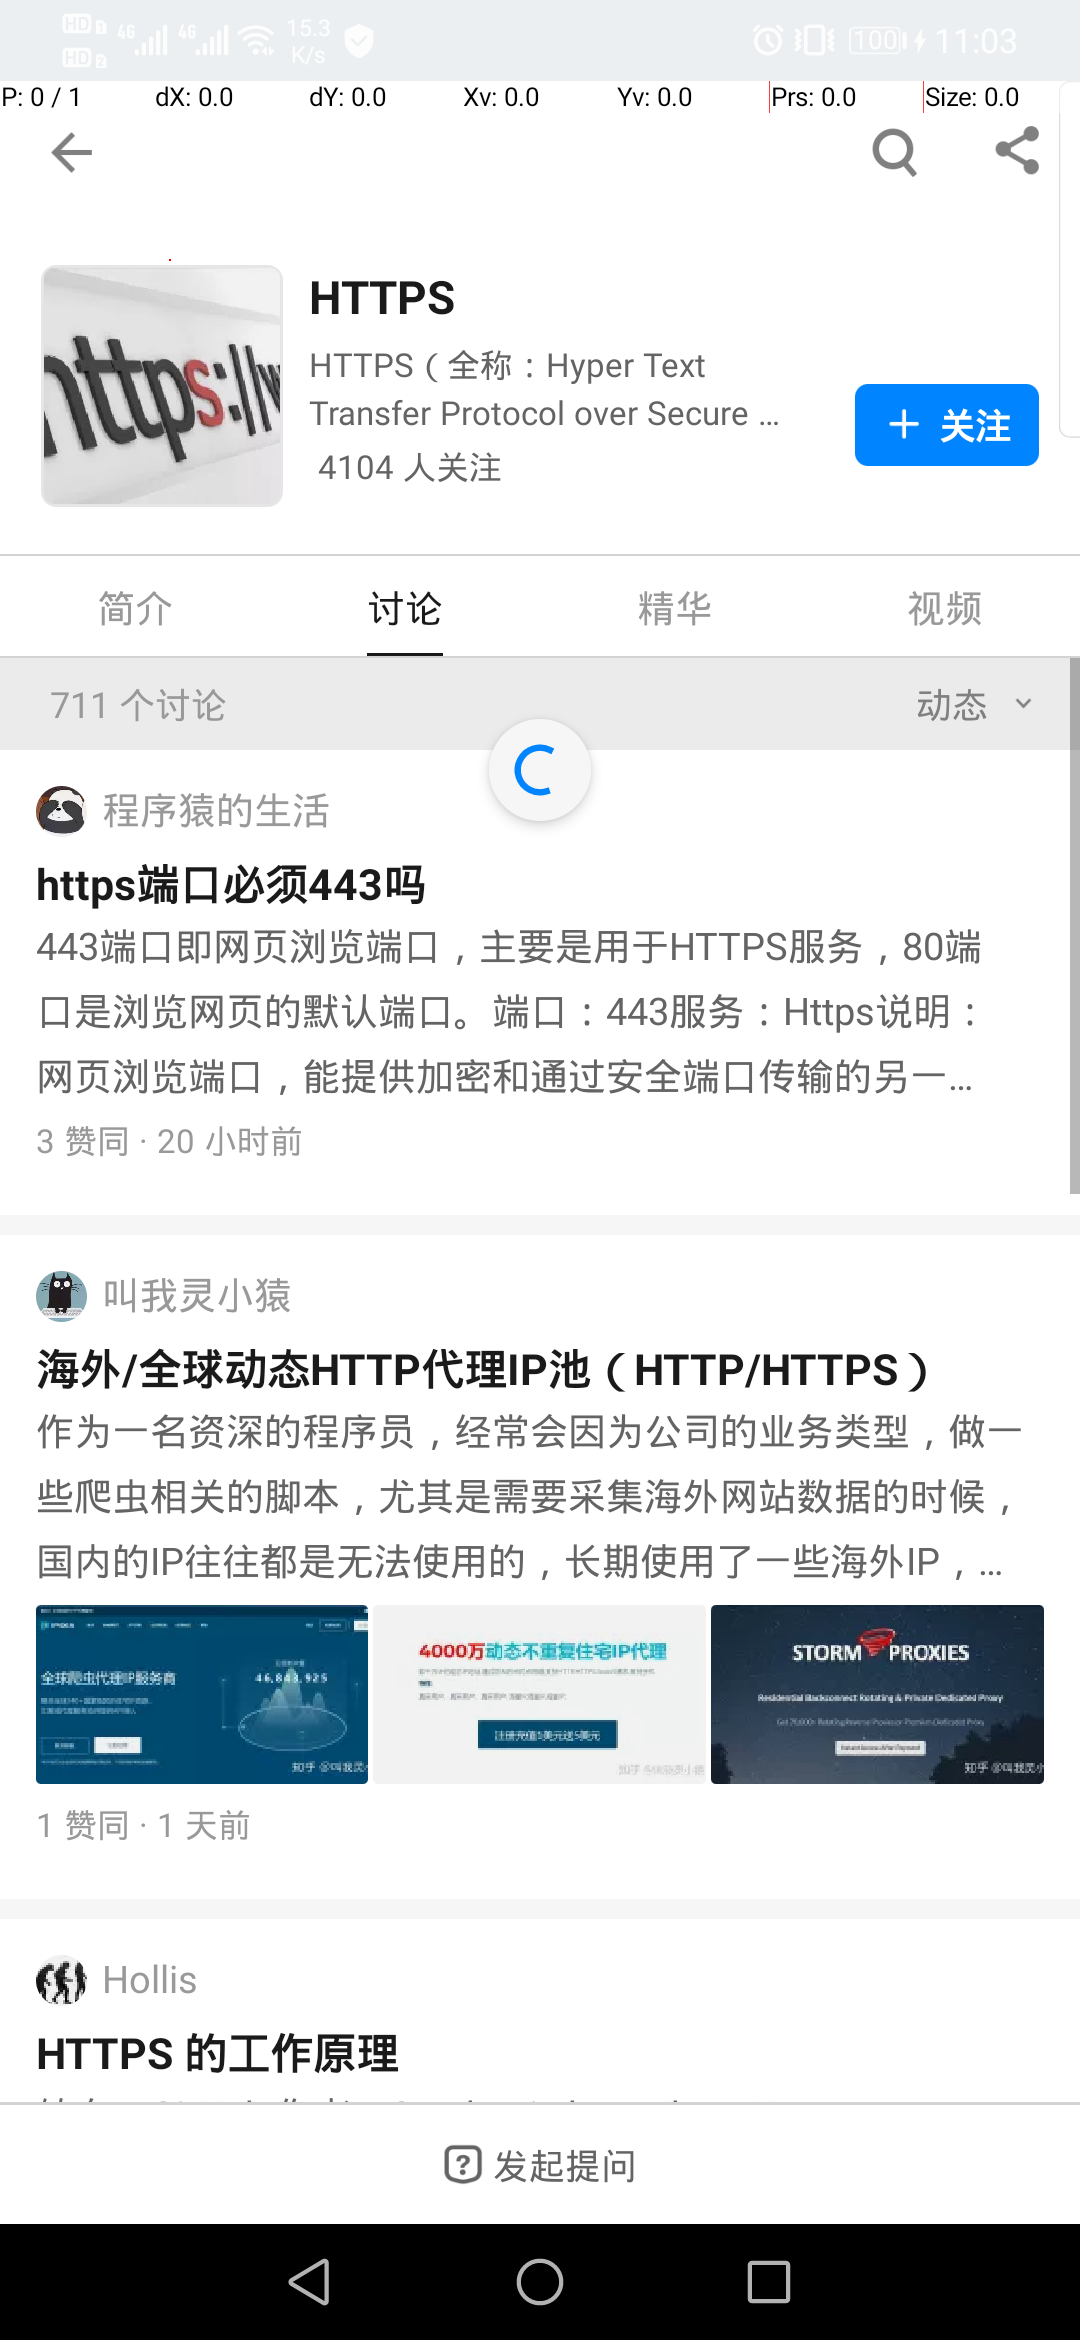 HD 1 4G 4G 15.3 K/s 100 11:03
HD 2
P: 0 / 1 dX: 0.0 dY: 0.0 Xv: 0.0 Yv: 0.0 Prs: 0.0 Size: 0.0
https://w
HTTPS
HTTPS（全称：Hyper Text
Transfer Protocol over Secure ...
4104 人关注
+ 关注
简介 讨论 精华 视频
711 个讨论 动态
程序猿的生活
https端口必须443吗
443端口即网页浏览端口，主要是用于HTTPS服务，80端
口是浏览网页的默认端口。端口：443服务：Https说明：
网页浏览端口，能提供加密和通过安全端口传输的另一...
3 赞同 · 20 小时前
叫我灵小猿
海外/全球动态HTTP代理IP池（HTTP/HTTPS）
作为一名资深的程序员，经常会因为公司的业务类型，做一
些爬虫相关的脚本，尤其是需要采集海外网站数据的时候，
国内的IP往往都是无法使用的，长期使用了一些海外IP，...
全球爬虫代理IP服务商
46,843,925
知乎 @叫我灵小
4000万动态不重复住宅IP代理
注册充值5美元送5美元
STORM PROXIES
Residential Backconnect Rotating & Private Dedicated Proxy
知乎 @叫我灵小
1 赞同 · 1 天前
Hollis
HTTPS 的工作原理
发起提问